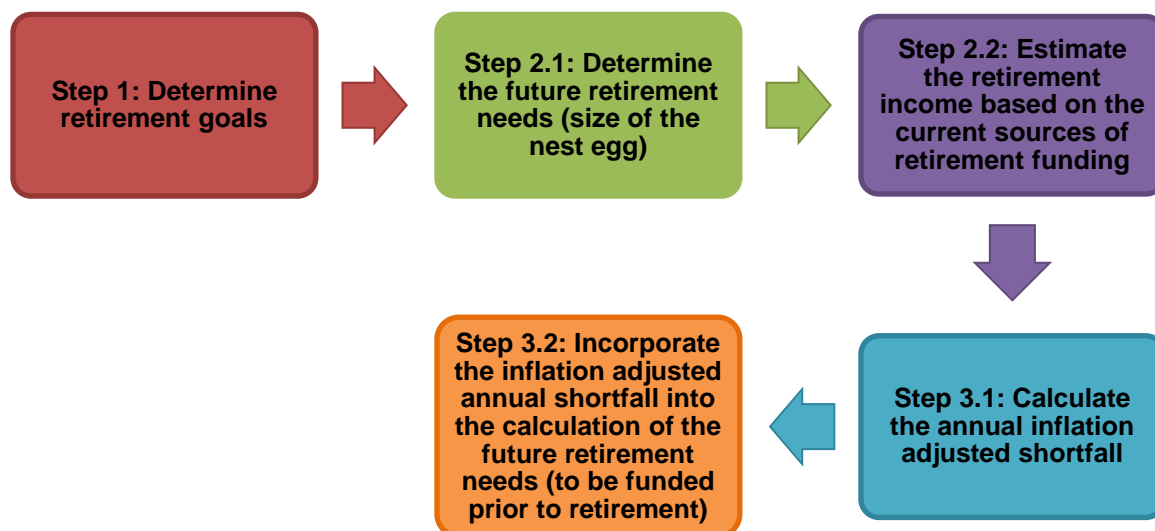 Step 1: Determine
retirement goals
Step 2.1: Determine
the future retirement
needs (size of the
nest egg)
Step 2.2: Estimate
the retirement
income based on the
current sources of
retirement funding
Step 3.1: Calculate
the annual inflation
adjusted shortfall
Step 3.2: Incorporate
the inflation adjusted
annual shortfall into
the calculation of the
future retirement
needs (to be funded
prior to retirement)